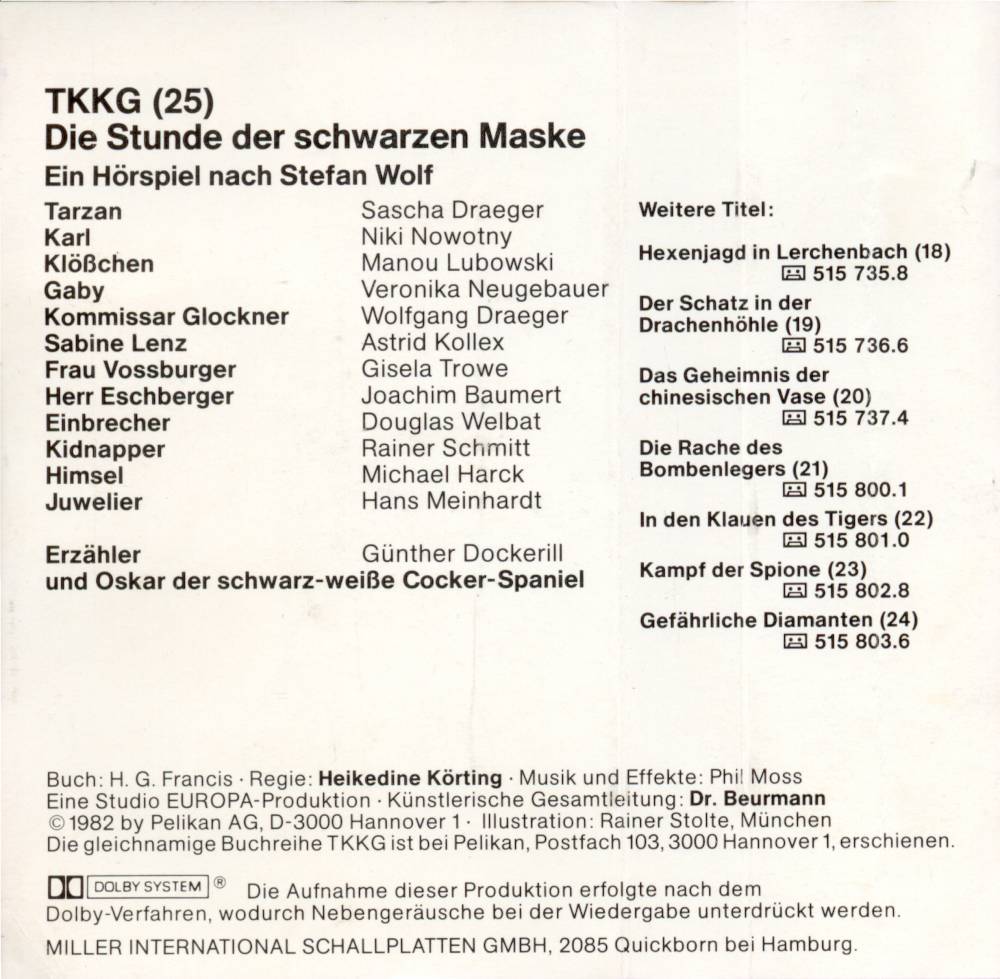 TKKG (25)
Die Stunde der schwarzen Maske
Ein Hörspiel nach Stefan Wolf
Tarzan Sascha Draeger
Karl Niki Nowotny
Klößchen Manou Lubowski
Gaby Veronika Neugebauer
Kommissar Glockner Wolfgang Draeger
Sabine Lenz Astrid Kollex
Frau Vossburger Gisela Trowe
Herr Eschberger Joachim Baumert
Einbrecher Douglas Welbat
Kidnapper Rainer Schmitt
Himsel Michael Harck
Juwelier Hans Meinhardt
Erzähler Günther Dockerill
und Oskar der schwarz-weiße Cocker-Spaniel
Weitere Titel:
Hexenjagd in Lerchenbach (18)
515 735.8
Der Schatz in der
Drachenhöhle (19)
515 736.6
Das Geheimnis der
chinesischen Vase (20)
515 737.4
Die Rache des
Bombenlegers (21)
515 800.1
In den Klauen des Tigers (22)
515 801.0
Kampf der Spione (23)
515 802.8
Gefährliche Diamanten (24)
515 803.6
Buch: H. G. Francis · Regie: Heikedine Körting · Musik und Effekte: Phil Moss
Eine Studio EUROPA-Produktion · Künstlerische Gesamtleitung: Dr. Beurmann
© 1982 by Pelikan AG, D-3000 Hannover 1 · Illustration: Rainer Stolte, München
Die gleichnamige Buchreihe TKKG ist bei Pelikan, Postfach 103, 3000 Hannover 1, erschienen.
DOLBY SYSTEM ® Die Aufnahme dieser Produktion erfolgte nach dem
Dolby-Verfahren, wodurch Nebengeräusche bei der Wiedergabe unterdrückt werden.
MILLER INTERNATIONAL SCHALLPLATTEN GMBH, 2085 Quickborn bei Hamburg.